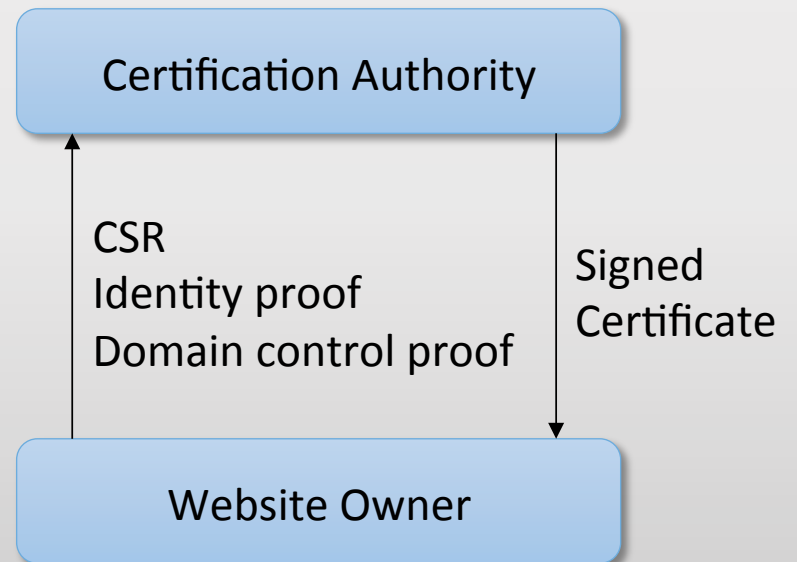 Certification Authority
CSR
Identity proof
Domain control proof
Signed
Certificate
Website Owner